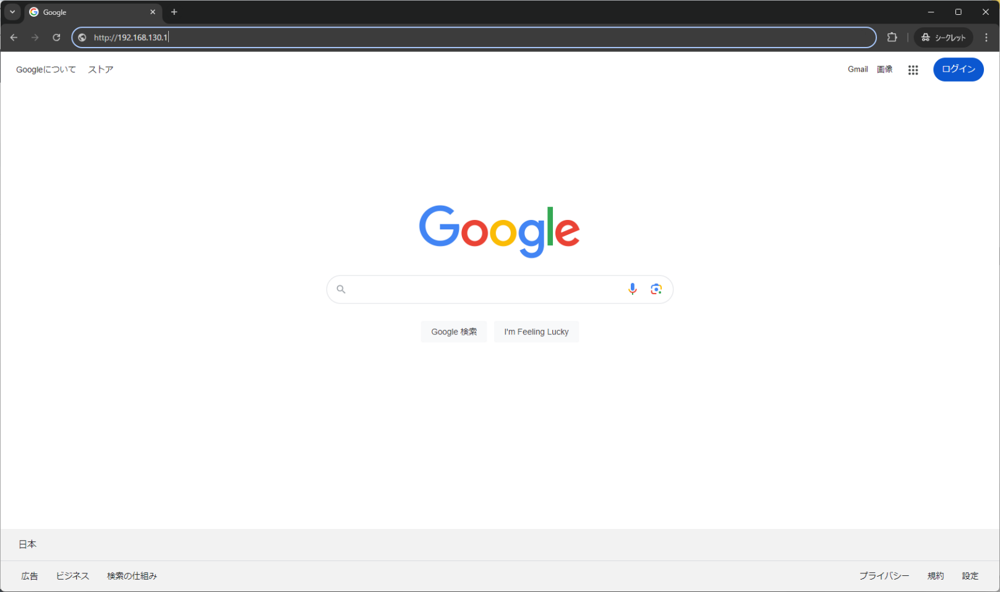 Google
http://192.168.130.1
シークレット
Googleについて ストア
Gmail 画像
ログイン
Google
Google 検索 I'm Feeling Lucky
日本
広告 ビジネス 検索の仕組み
プライバシー 規約 設定